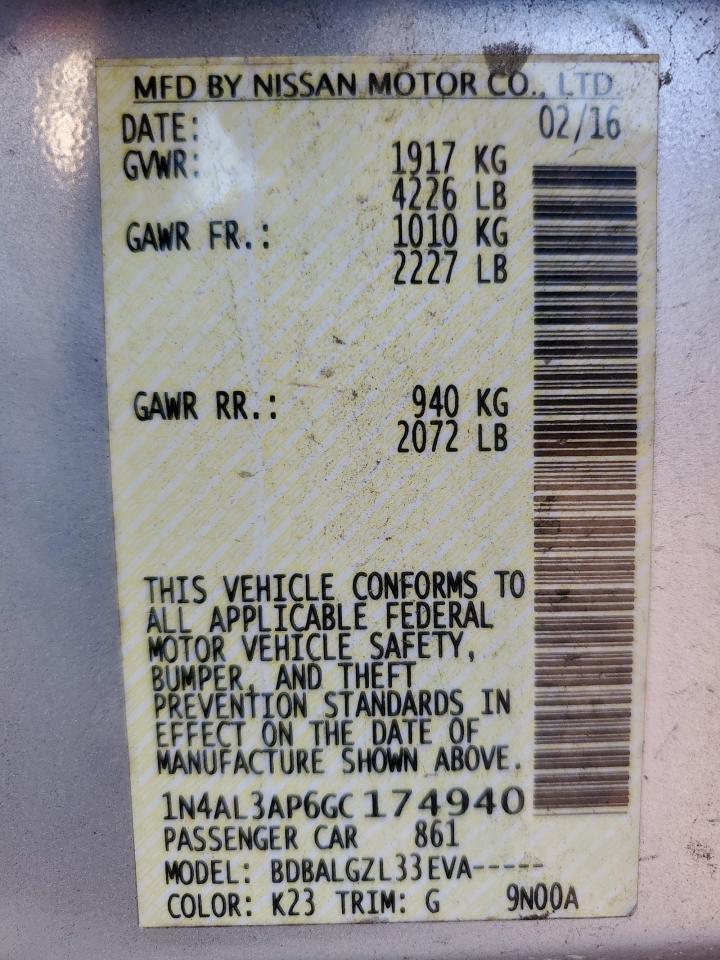 MFD BY NISSAN MOTOR CO., LTD.
DATE: 02/16
GVWR: 1917 KG
4226 LB
GAWR FR.: 1010 KG
2227 LB
GAWR RR.: 940 KG
2072 LB
THIS VEHICLE CONFORMS TO
ALL APPLICABLE FEDERAL
MOTOR VEHICLE SAFETY,
BUMPER, AND THEFT
PREVENTION STANDARDS IN
EFFECT ON THE DATE OF
MANUFACTURE SHOWN ABOVE.
1N4AL3AP6GC174940
PASSENGER CAR 861
MODEL: BDBALGZL33EVA-----
COLOR: K23 TRIM: G 9N00A